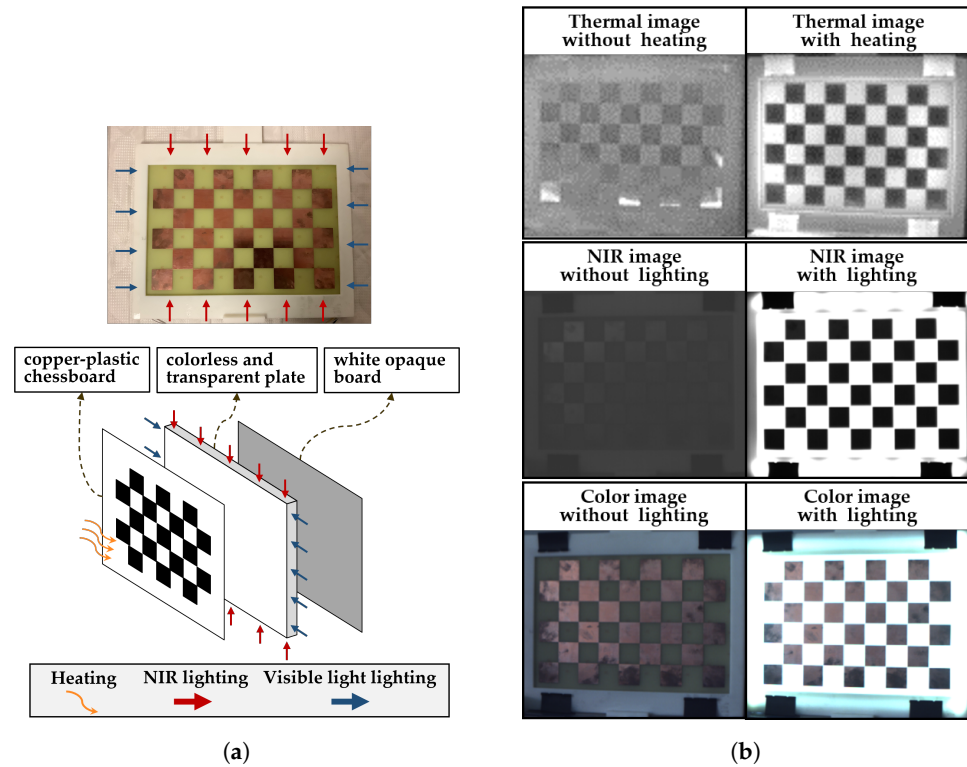 copper-plastic
chessboard
colorless and
transparent plate
white opaque
board
Heating
NIR lighting
Visible light lighting
(a)
Thermal image
without heating
Thermal image
with heating
NIR image
without lighting
NIR image
with lighting
Color image
without lighting
Color image
with lighting
(b)